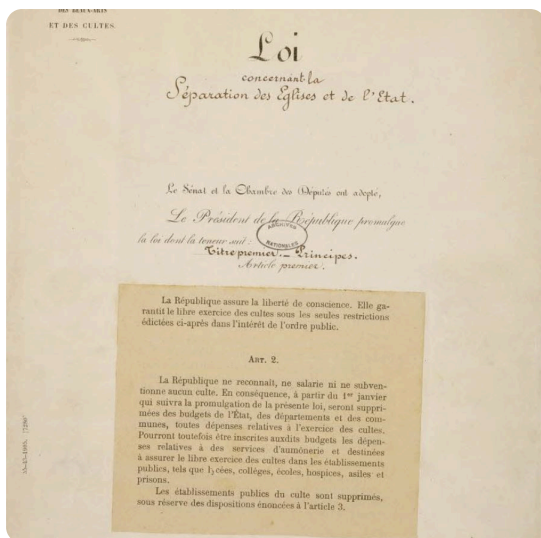 DES BEAUX-ARTS
ET DES CULTES.
Loi
concernant la
Séparation des Eglises et de l'Etat.
Le Sénat et la Chambre des Députés ont adopté,
Le Président de la République promulgue
la loi dont la teneur suit:
ARCHIVES
NATIONALES
Titre premier. _ Principes.
Article premier.
La République assure la liberté de conscience. Elle ga-
rantit le libre exercice des cultes sous les seules restrictions
édictées ci-après dans l'intérêt de l'ordre public.
ART. 2.
La République ne reconnaît, ne salarie ni ne subven-
tionne aucun culte. En conséquence, à partir du 1er janvier
qui suivra la promulgation de la présente loi, seront suppri-
mées des budgets de l'État, des départements et des com-
munes, toutes dépenses relatives à l'exercice des cultes.
Pourront toutefois être inscrites auxdits budgets les dépen-
ses relatives à des services d'aumônerie et destinées
à assurer le libre exercice des cultes dans les établissements
publics, tels que lycées, collèges, écoles, hospices, asiles et
prisons.
Les établissements publics du culte sont supprimés,
sous réserve des dispositions énoncées à l'article 3.